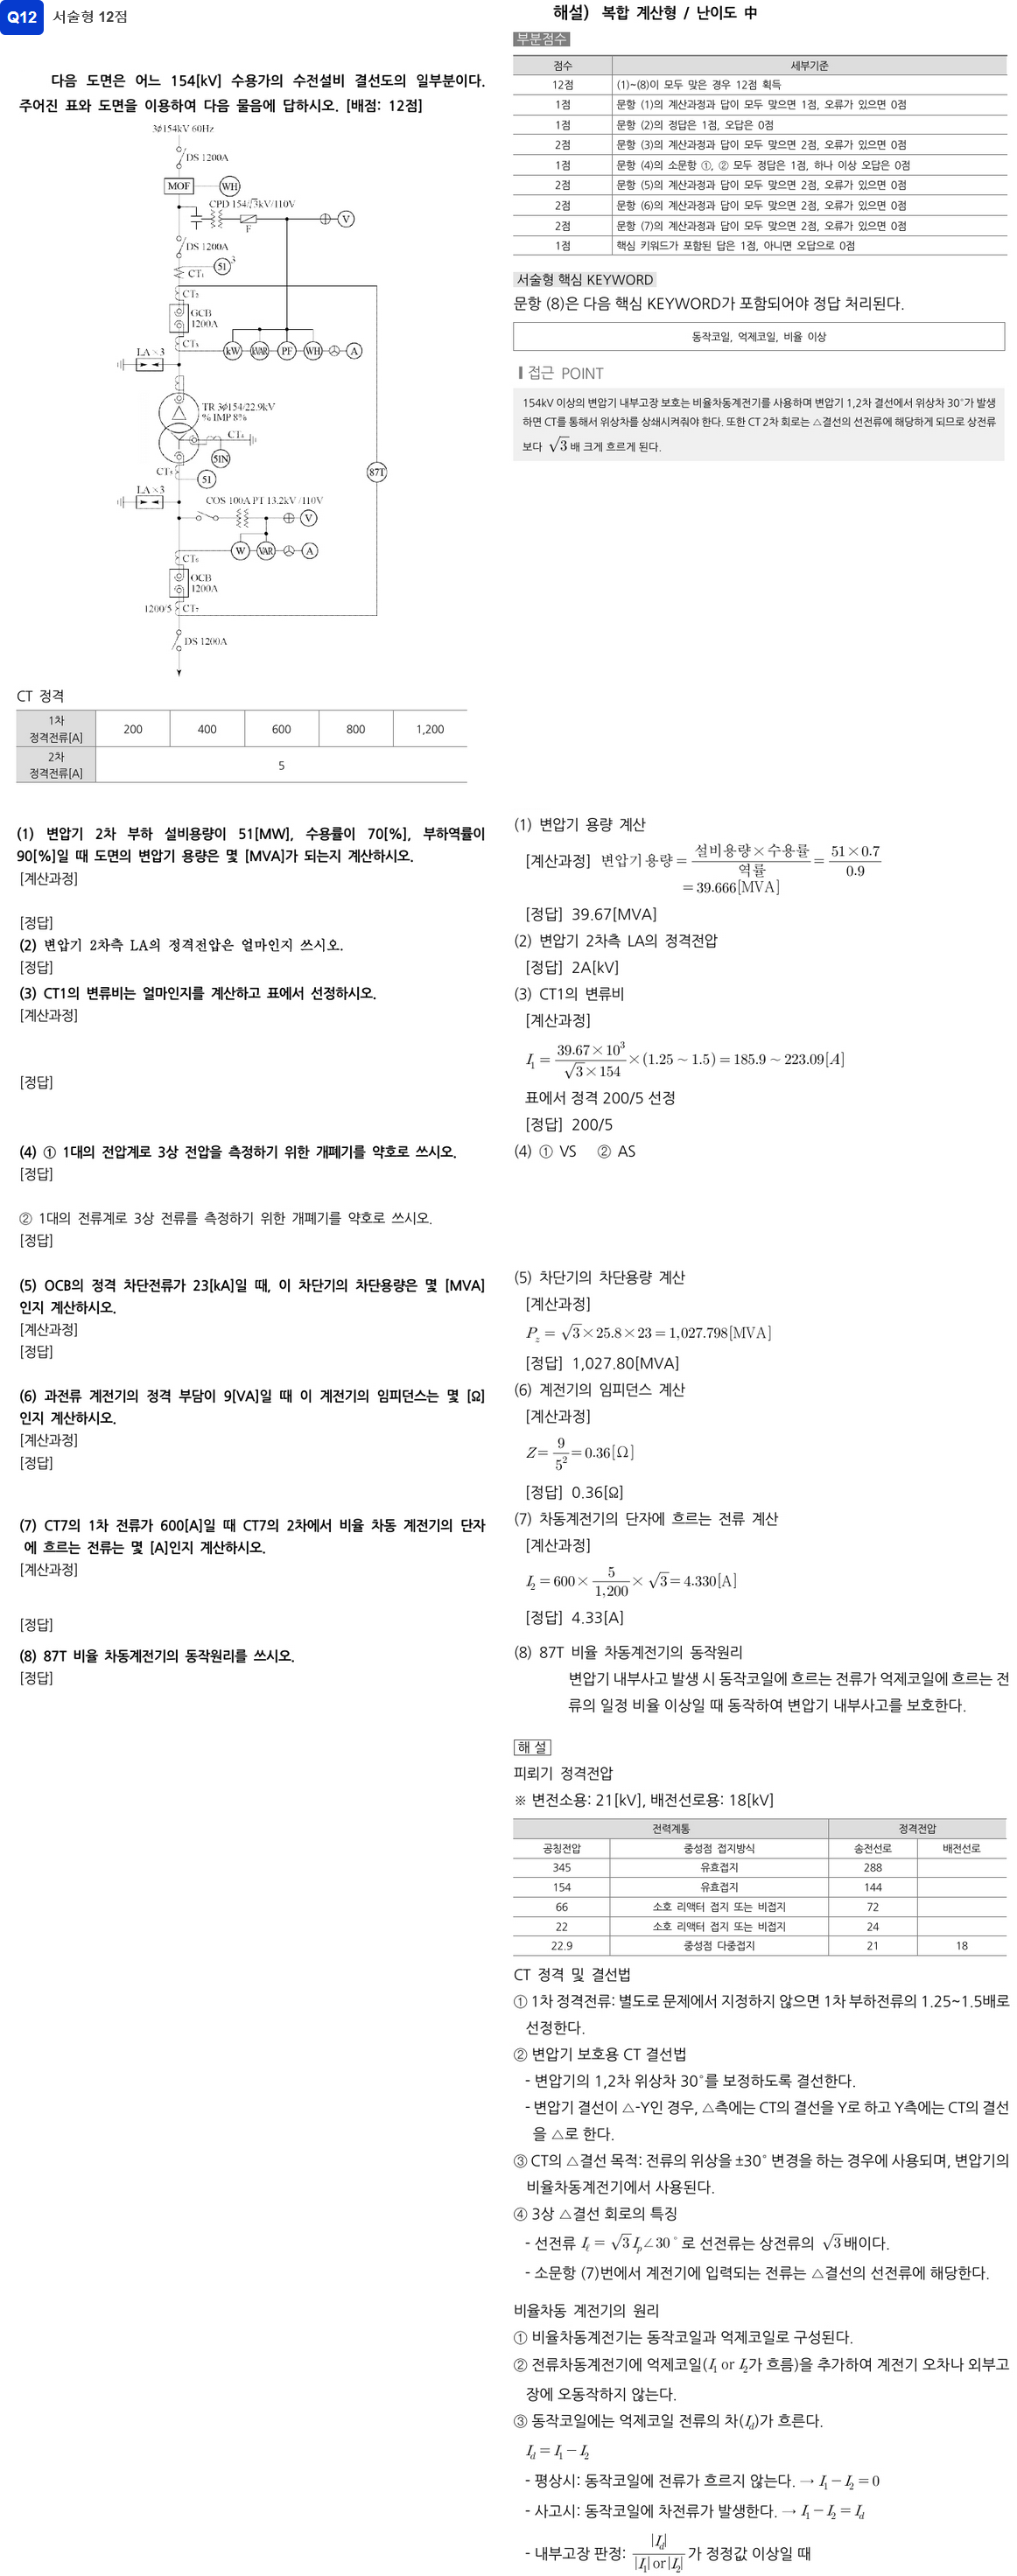 Q12 서술형 12점
다음 도면은 어느 154[kV] 수용가의 수전설비 결선도의 일부분이다.
주어진 표와 도면을 이용하여 다음 물음에 답하시오. [배점: 12점]
3ϕ154kV 60Hz
DS 1200A
MOF WH
CPD 154/√3kV/110V
F
V
DS 1200A
51 3
CT₁
CT₂
GCB
1200A
CT₃
kW kVAR PF WH A
LA×3
TR 3ϕ154/22.9kV
% IMP 8%
CT₄
51N
CT₅
51
87T
LA×3
COS 100A PT 13.2kV /110V
V
W VAR A
CT₆
OCB
1200A
1200/5 CT₇
DS 1200A
CT 정격
1차
정격전류[A] 200 400 600 800 1,200
2차
정격전류[A] 5
(1) 변압기 2차 부하 설비용량이 51[MW], 수용률이 70[%], 부하역률이
90[%]일 때 도면의 변압기 용량은 몇 [MVA]가 되는지 계산하시오.
[계산과정]
[정답]
(2) 변압기 2차측 LA의 정격전압은 얼마인지 쓰시오.
[정답]
(3) CT1의 변류비는 얼마인지를 계산하고 표에서 선정하시오.
[계산과정]
[정답]
(4) ① 1대의 전압계로 3상 전압을 측정하기 위한 개폐기를 약호로 쓰시오.
[정답]
② 1대의 전류계로 3상 전류를 측정하기 위한 개폐기를 약호로 쓰시오.
[정답]
(5) OCB의 정격 차단전류가 23[kA]일 때, 이 차단기의 차단용량은 몇 [MVA]
인지 계산하시오.
[계산과정]
[정답]
(6) 과전류 계전기의 정격 부담이 9[VA]일 때 이 계전기의 임피던스는 몇 [Ω]
인지 계산하시오.
[계산과정]
[정답]
(7) CT7의 1차 전류가 600[A]일 때 CT7의 2차에서 비율 차동 계전기의 단자
에 흐르는 전류는 몇 [A]인지 계산하시오.
[계산과정]
[정답]
(8) 87T 비율 차동계전기의 동작원리를 쓰시오.
[정답]
해설) 복합 계산형 / 난이도 中
부분점수
점수 세부기준
12점 (1)~(8)이 모두 맞은 경우 12점 획득
1점 문항 (1)의 계산과정과 답이 모두 맞으면 1점, 오류가 있으면 0점
1점 문항 (2)의 정답은 1점, 오답은 0점
2점 문항 (3)의 계산과정과 답이 모두 맞으면 2점, 오류가 있으면 0점
1점 문항 (4)의 소문항 ①, ② 모두 정답은 1점, 하나 이상 오답은 0점
2점 문항 (5)의 계산과정과 답이 모두 맞으면 2점, 오류가 있으면 0점
2점 문항 (6)의 계산과정과 답이 모두 맞으면 2점, 오류가 있으면 0점
2점 문항 (7)의 계산과정과 답이 모두 맞으면 2점, 오류가 있으면 0점
1점 핵심 키워드가 포함된 답은 1점, 아니면 오답으로 0점
서술형 핵심 KEYWORD
문항 (8)은 다음 핵심 KEYWORD가 포함되어야 정답 처리된다.
동작코일, 억제코일, 비율 이상
접근 POINT
154kV 이상의 변압기 내부고장 보호는 비율차동계전기를 사용하며 변압기 1,2차 결선에서 위상차 30°가 발생
하면 CT를 통해서 위상차를 상쇄시켜줘야 한다. 또한 CT 2차 회로는 △결선의 선전류에 해당하게 되므로 상전류
보다 √3 배 크게 흐르게 된다.
(1) 변압기 용량 계산
[계산과정] 변압기용량 = 설비용량×수용률/역률 = 51×0.7/0.9
= 39.666[MVA]
[정답] 39.67[MVA]
(2) 변압기 2차측 LA의 정격전압
[정답] 2A[kV]
(3) CT1의 변류비
[계산과정]
I₁ = 39.67×10³/(√3×154) ×(1.25 ~ 1.5) = 185.9 ~ 223.09[A]
표에서 정격 200/5 선정
[정답] 200/5
(4) ① VS ② AS
(5) 차단기의 차단용량 계산
[계산과정]
P_z = √3×25.8×23 = 1,027.798[MVA]
[정답] 1,027.80[MVA]
(6) 계전기의 임피던스 계산
[계산과정]
Z = 9/5² = 0.36[Ω]
[정답] 0.36[Ω]
(7) 차동계전기의 단자에 흐르는 전류 계산
[계산과정]
I₂ = 600× 5/1,200 × √3 = 4.330[A]
[정답] 4.33[A]
(8) 87T 비율 차동계전기의 동작원리
변압기 내부사고 발생 시 동작코일에 흐르는 전류가 억제코일에 흐르는 전
류의 일정 비율 이상일 때 동작하여 변압기 내부사고를 보호한다.
해 설
피뢰기 정격전압
※ 변전소용: 21[kV], 배전선로용: 18[kV]
전력계통 정격전압
공칭전압 중성점 접지방식 송전선로 배전선로
345 유효접지 288
154 유효접지 144
66 소호 리액터 접지 또는 비접지 72
22 소호 리액터 접지 또는 비접지 24
22.9 중성점 다중접지 21 18
CT 정격 및 결선법
① 1차 정격전류: 별도로 문제에서 지정하지 않으면 1차 부하전류의 1.25~1.5배로
선정한다.
② 변압기 보호용 CT 결선법
- 변압기의 1,2차 위상차 30°를 보정하도록 결선한다.
- 변압기 결선이 △-Y인 경우, △측에는 CT의 결선을 Y로 하고 Y측에는 CT의 결선
을 △로 한다.
③ CT의 △결선 목적: 전류의 위상을 ±30° 변경을 하는 경우에 사용되며, 변압기의
비율차동계전기에서 사용된다.
④ 3상 △결선 회로의 특징
- 선전류 I_ℓ = √3 I_p∠30° 로 선전류는 상전류의 √3 배이다.
- 소문항 (7)번에서 계전기에 입력되는 전류는 △결선의 선전류에 해당한다.
비율차동 계전기의 원리
① 비율차동계전기는 동작코일과 억제코일로 구성된다.
② 전류차동계전기에 억제코일(I₁ or I₂가 흐름)을 추가하여 계전기 오차나 외부고
장에 오동작하지 않는다.
③ 동작코일에는 억제코일 전류의 차(I_d)가 흐른다.
I_d = I₁ − I₂
- 평상시: 동작코일에 전류가 흐르지 않는다. → I₁ − I₂ = 0
- 사고시: 동작코일에 차전류가 발생한다. → I₁ − I₂ = I_d
- 내부고장 판정: |I_d|/(|I₁| or |I₂|) 가 정정값 이상일 때